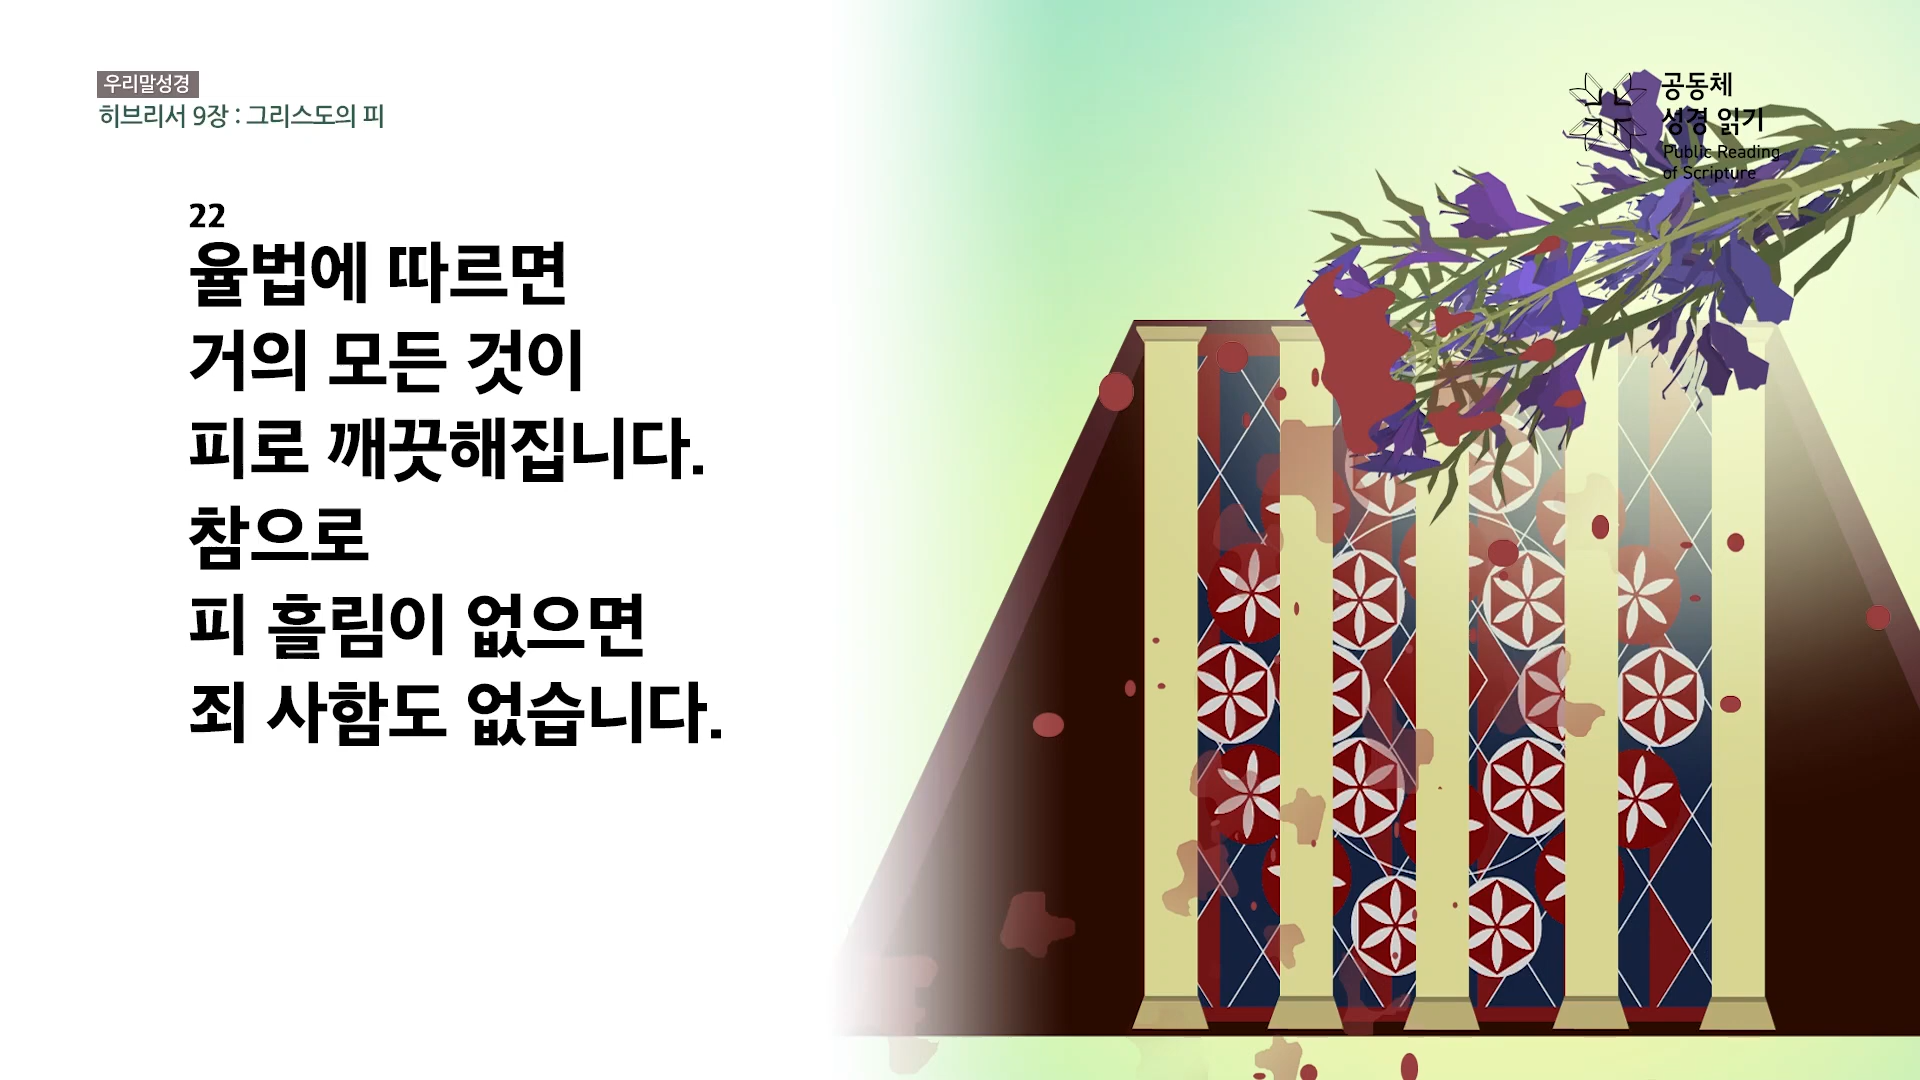 우리말성경
히브리서 9장 : 그리스도의 피
공동체
성경 읽기
Public Reading
of Scripture
22
율법에 따르면
거의 모든 것이
피로 깨끗해집니다.
참으로
피 흘림이 없으면
죄 사함도 없습니다.